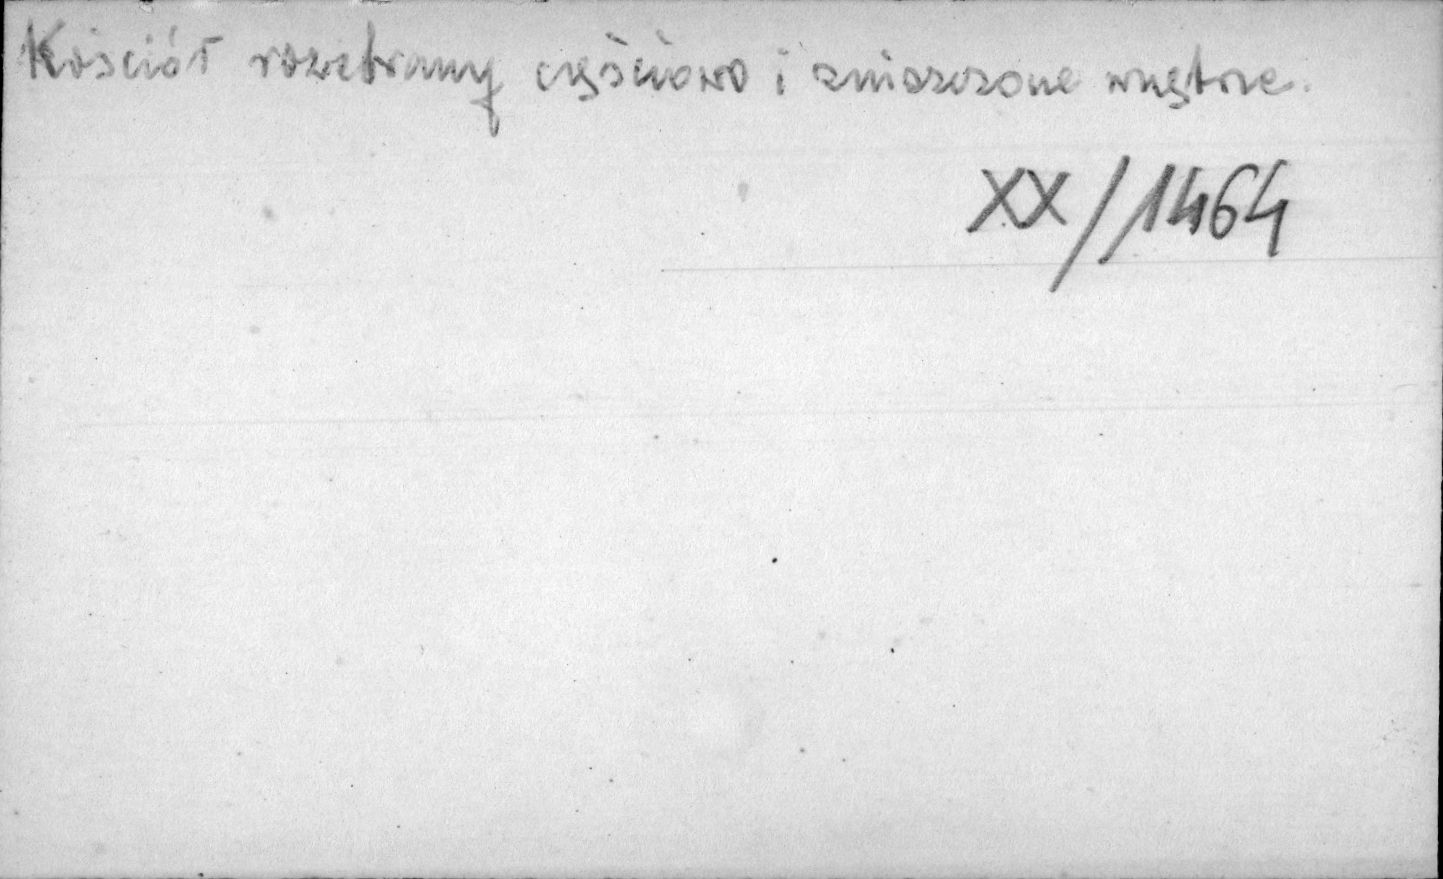 Kościół rozebrany częściowo i zniszczone wnętrze.
XX/1464